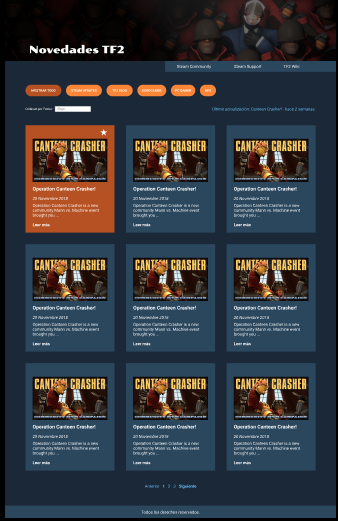 Novedades TF2
Steam Community
Steam Support
TF2 Wiki
MOSTRAR TODO
STEAM UPDATES
TF2 BLOG
PC GAMER
Ordenar por Fecha:
Última actualización: Canteen Crasher! - hace 2 semanas
CANTEEN CRASHER
Operation Canteen Crasher!
20 Noviembre 2018
Operation Canteen Crasher is a new
community Mann vs. Machine event
brought you ...
Leer más
CANTEEN CRASHER
Operation Canteen Crasher!
20 Noviembre 2018
Operation Canteen Crasher is a new
community Mann vs. Machine event
brought you ...
Leer más
CANTEEN CRASHER
Operation Canteen Crasher!
20 Noviembre 2018
Operation Canteen Crasher is a new
community Mann vs. Machine event
brought you ...
Leer más
CANTEEN CRASHER
Operation Canteen Crasher!
20 Noviembre 2018
Operation Canteen Crasher is a new
community Mann vs. Machine event
brought you ...
Leer más
CANTEEN CRASHER
Operation Canteen Crasher!
20 Noviembre 2018
Operation Canteen Crasher is a new
community Mann vs. Machine event
brought you ...
Leer más
CANTEEN CRASHER
Operation Canteen Crasher!
20 Noviembre 2018
Operation Canteen Crasher is a new
community Mann vs. Machine event
brought you ...
Leer más
CANTEEN CRASHER
Operation Canteen Crasher!
20 Noviembre 2018
Operation Canteen Crasher is a new
community Mann vs. Machine event
brought you ...
Leer más
CANTEEN CRASHER
Operation Canteen Crasher!
20 Noviembre 2018
Operation Canteen Crasher is a new
community Mann vs. Machine event
brought you ...
Leer más
CANTEEN CRASHER
Operation Canteen Crasher!
20 Noviembre 2018
Operation Canteen Crasher is a new
community Mann vs. Machine event
brought you ...
Leer más
Anterior 1 2 3 Siguiente
Todos los derechos reservados.